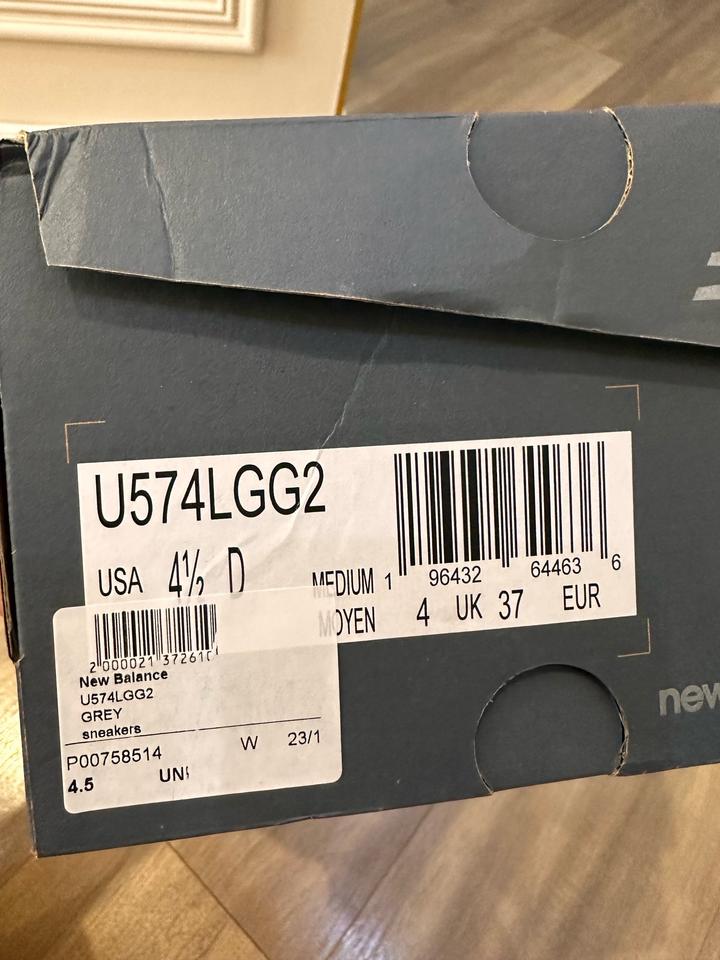 U574LGG2
USA 4½ D MEDIUM
MOYEN 4 UK 37 EUR
1 96432 64463 6
New Balance
U574LGG2
GREY
sneakers
P00758514 W 23/1
4.5
new